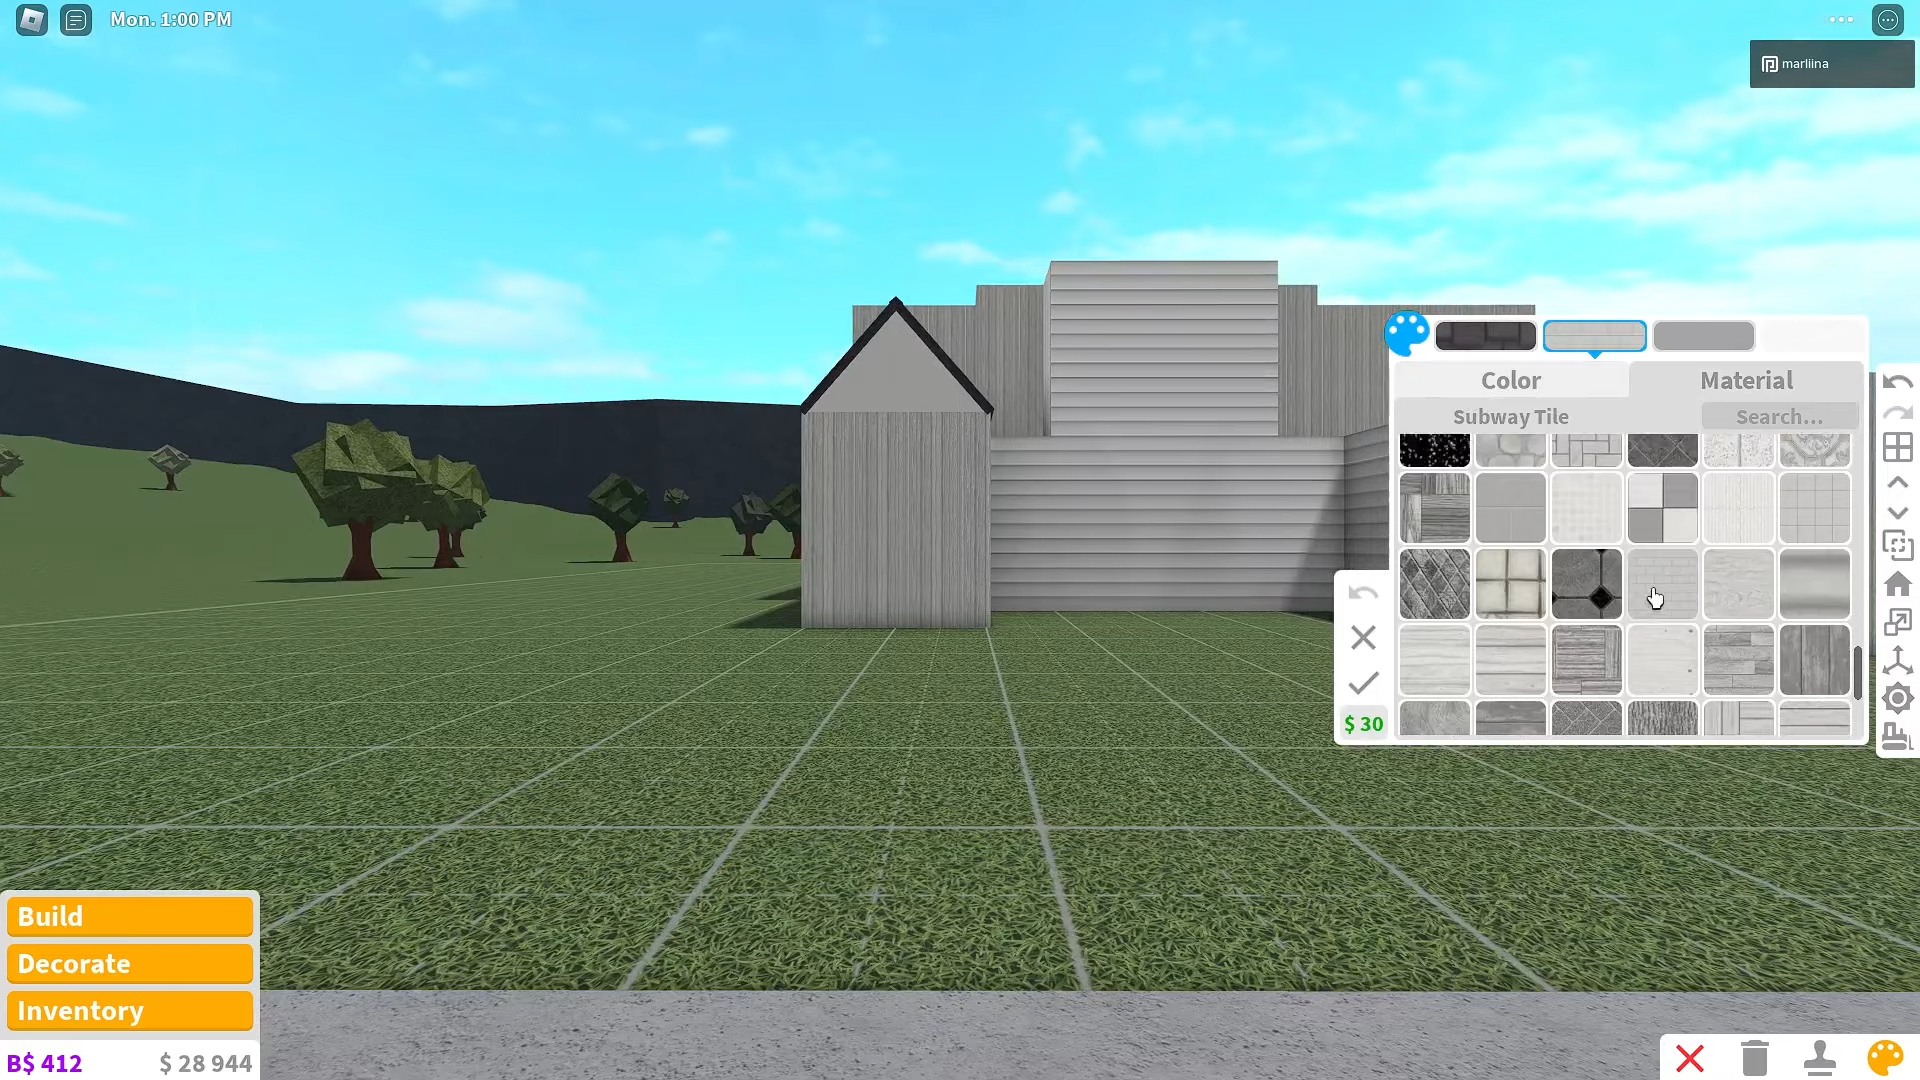 Mon. 1:00 PM
marliina
Color
Material
Subway Tile
Search...
$ 30
Build
Decorate
Inventory
B$ 412
$ 28 944